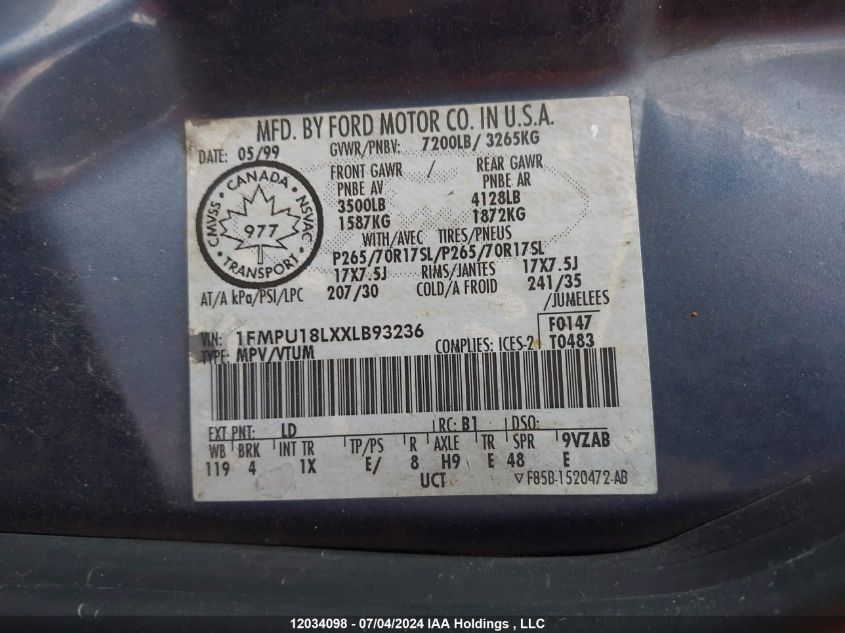 MFD. BY FORD MOTOR CO. IN U.S.A.
DATE: 05/99 GVWR/PNBV: 7200LB/ 3265KG
FRONT GAWR / REAR GAWR
PNBE AV PNBE AR
3500LB 4128LB
1587KG 1872KG
WITH/AVEC TIRES/PNEUS
P265/70R17SL/P265/70R17SL
17X7.5J RIMS/JANTES 17X7.5J
AT/A kPa/PSI/LPC 207/30 COLD/A FROID 241/35
/JUMELEES
CANADA
CMVSS NSVAC
977
TRANSPORT
VIN: 1FMPU18LXXLB93236 F0147
TYPE: MPV/VTUM COMPLIES: ICES-2 T0483
EXT PNT: LD RC: B1 DSO:
WB BRK INT TR TP/PS R AXLE TR SPR 9VZAB
119 4 1X E/ 8 H9 E 48 E
UCT F85B-1520472-AB
12034098 - 07/04/2024 IAA Holdings , LLC